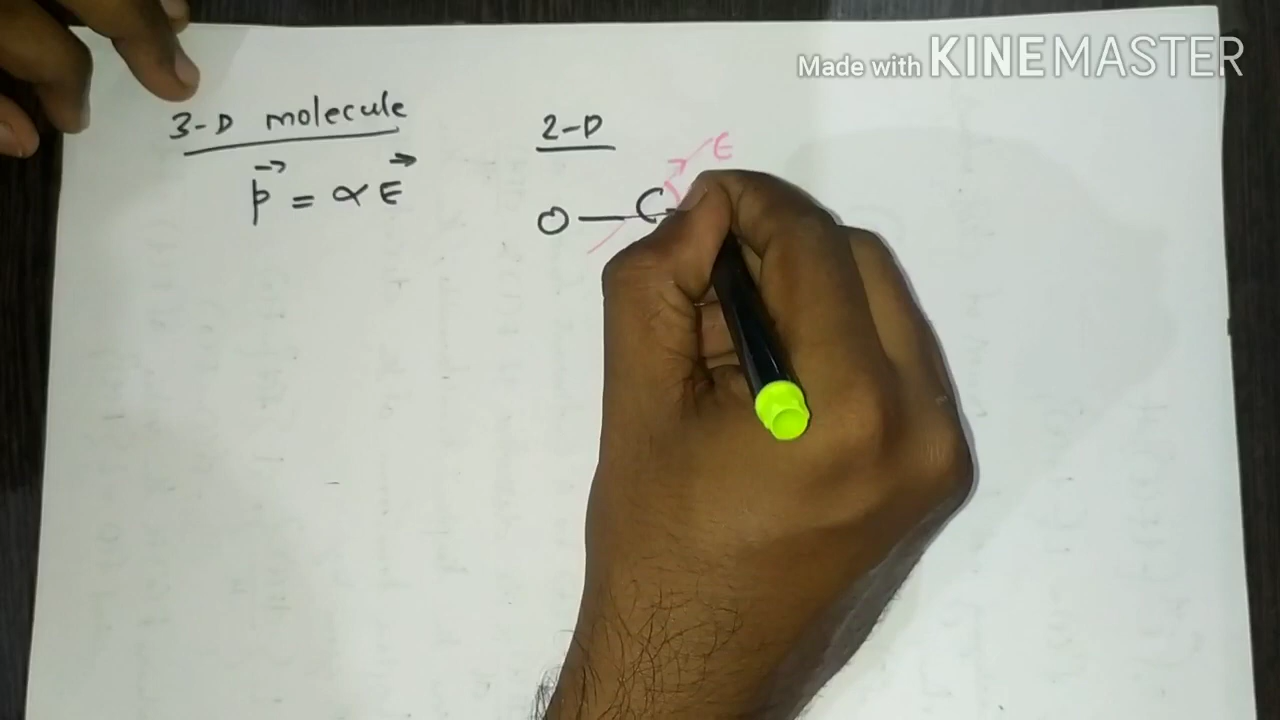 Made with KINEMASTER
3-D molecule
p = α E
2-D
E
O — C